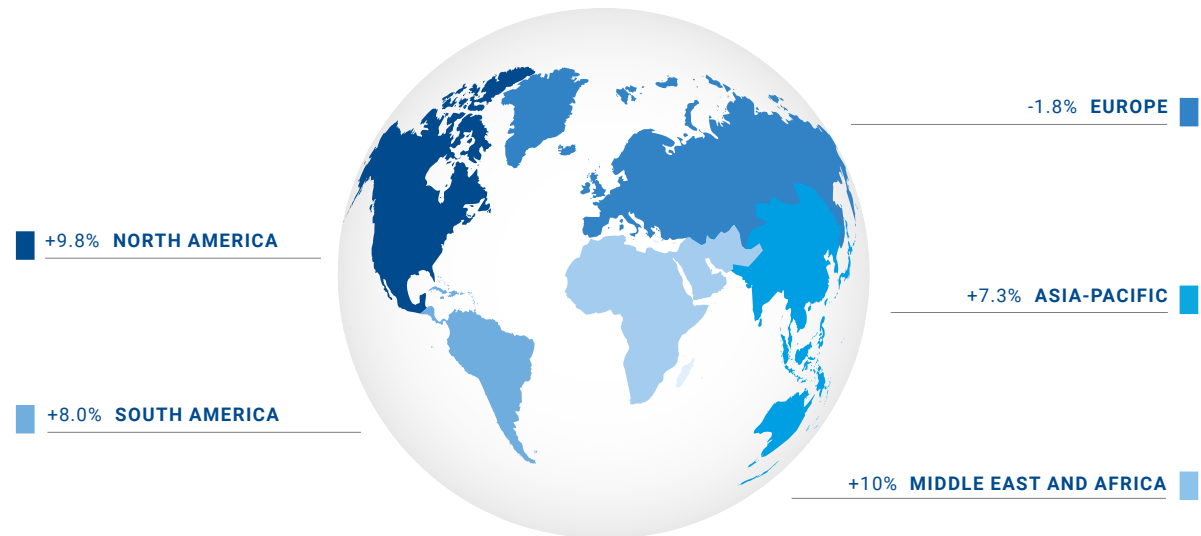 -1.8% EUROPE
+9.8% NORTH AMERICA
+7.3% ASIA-PACIFIC
+8.0% SOUTH AMERICA
+10% MIDDLE EAST AND AFRICA